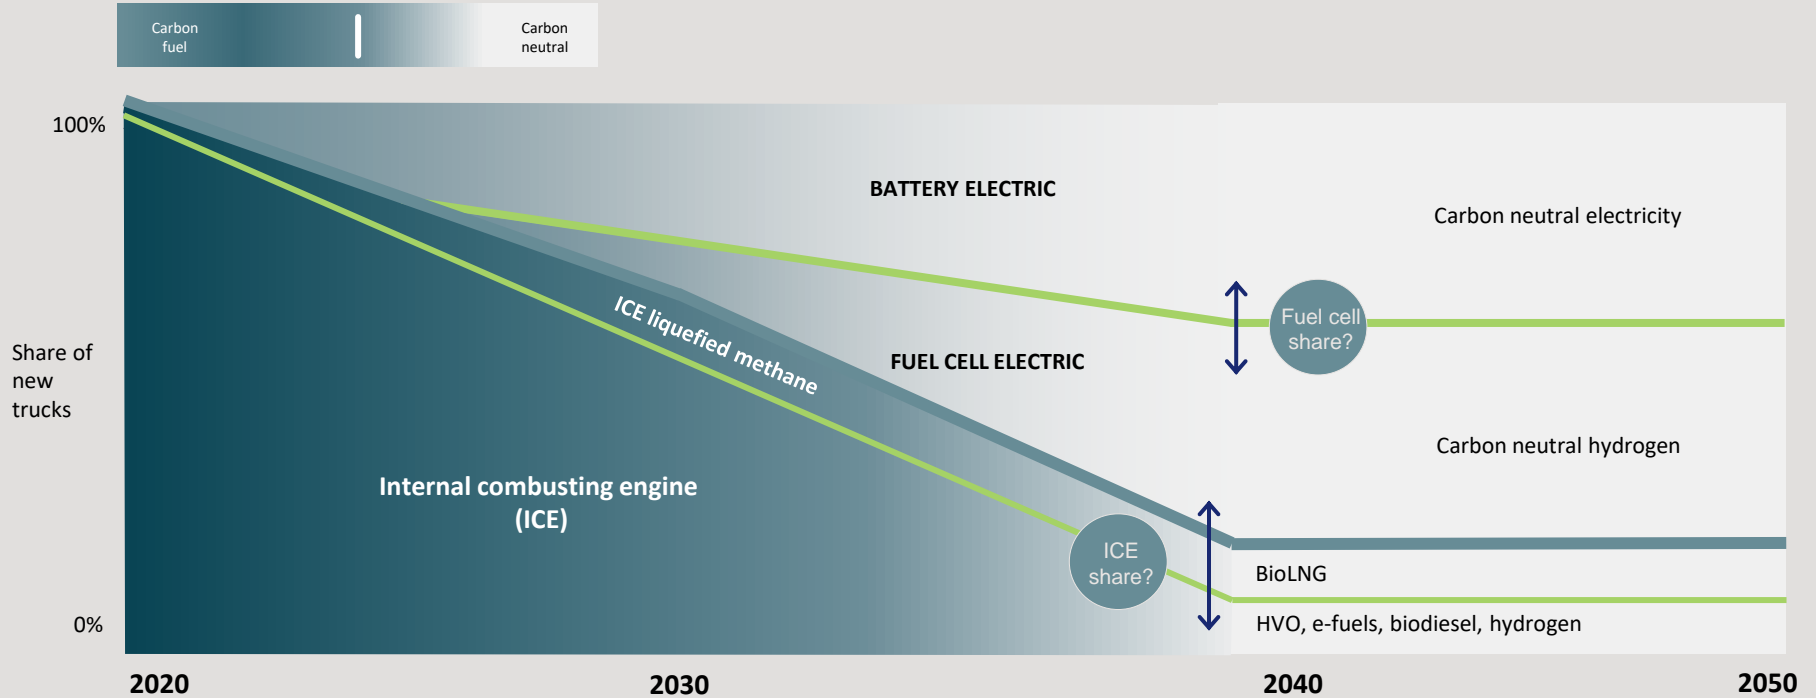 Carbon
fuel
Carbon
neutral
100%
BATTERY ELECTRIC
Carbon neutral electricity
ICE liquefied methane
Fuel cell
share?
Share of
new
trucks
FUEL CELL ELECTRIC
Carbon neutral hydrogen
Internal combusting engine
(ICE)
ICE
share?
BioLNG
0%
HVO, e-fuels, biodiesel, hydrogen
2020
2030
2040
2050